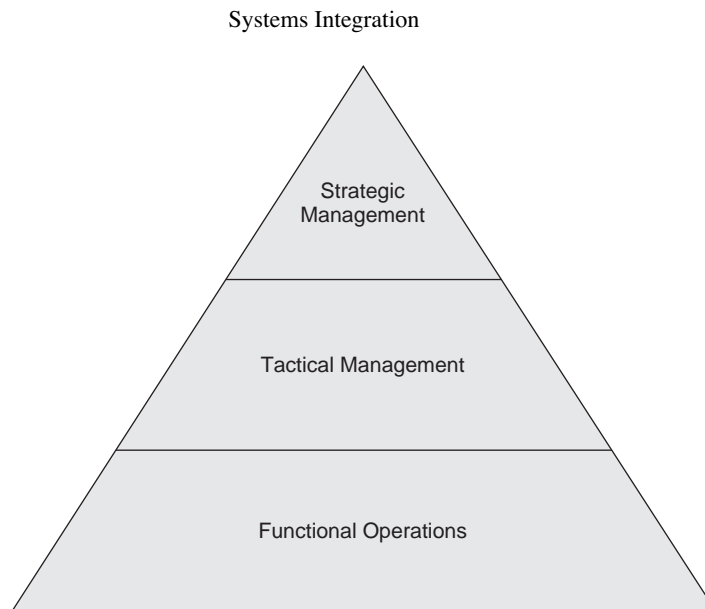 Systems Integration
Strategic
Management
Tactical Management
Functional Operations